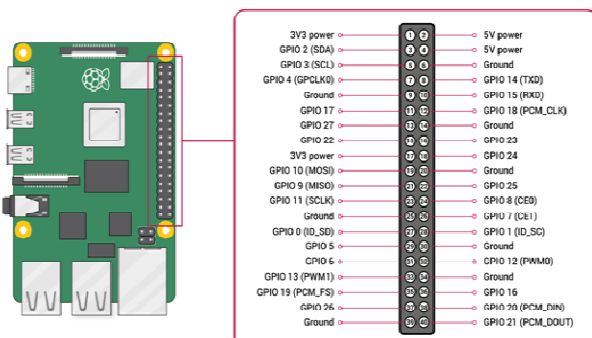 3V3 power 1 2 5V power
GPIO 2 (SDA) 3 4 5V power
GPIO 3 (SCL) 5 6 Ground
GPIO 4 (GPCLK0) 7 8 GPIO 14 (TXD)
Ground 9 10 GPIO 15 (RXD)
GPIO 17 11 12 GPIO 18 (PCM_CLK)
GPIO 27 13 14 Ground
GPIO 22 15 16 GPIO 23
3V3 power 17 18 GPIO 24
GPIO 10 (MOSI) 19 20 Ground
GPIO 9 (MISO) 21 22 GPIO 25
GPIO 11 (SCLK) 23 24 GPIO 8 (CE0)
Ground 25 26 GPIO 7 (CE1)
GPIO 0 (ID_SD) 27 28 GPIO 1 (ID_SC)
GPIO 5 29 30 Ground
GPIO 6 31 32 GPIO 12 (PWM0)
GPIO 13 (PWM1) 33 34 Ground
GPIO 19 (PCM_FS) 35 36 GPIO 16
GPIO 26 37 38 GPIO 20 (PCM_DIN)
Ground 39 40 GPIO 21 (PCM_DOUT)